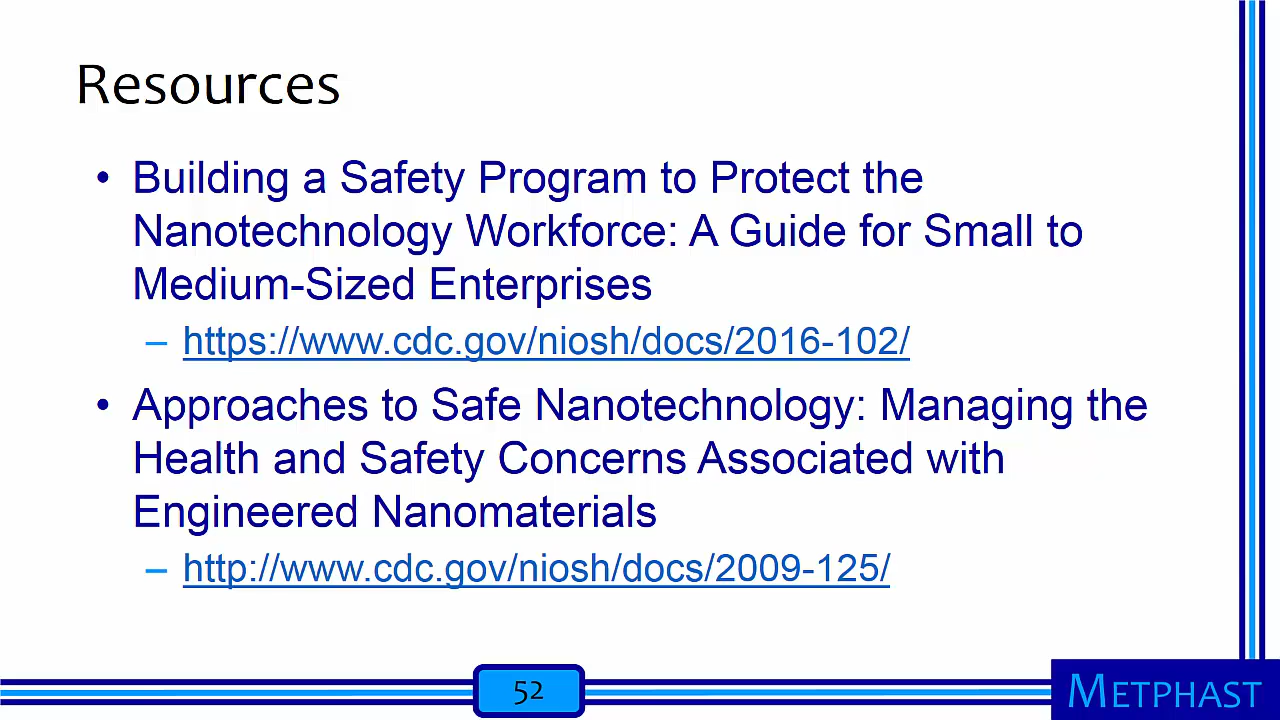 Resources
• Building a Safety Program to Protect the
Nanotechnology Workforce: A Guide for Small to
Medium-Sized Enterprises
– https://www.cdc.gov/niosh/docs/2016-102/
• Approaches to Safe Nanotechnology: Managing the
Health and Safety Concerns Associated with
Engineered Nanomaterials
– http://www.cdc.gov/niosh/docs/2009-125/
52
METPHAST